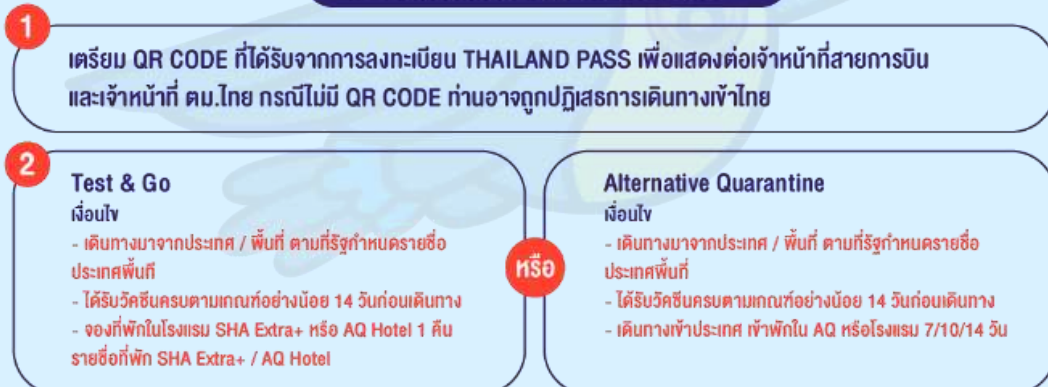 1
เตรียม QR CODE ที่ได้รับจากการลงทะเบียน THAILAND PASS เพื่อแสดงต่อเจ้าหน้าที่สายการบิน
และเจ้าหน้าที่ ตม.ไทย กรณีไม่มี QR CODE ท่านอาจถูกปฏิเสธการเดินทางเข้าไทย
2
Test & Go
เงื่อนไข
- เดินทางมาจากประเทศ / พื้นที่ ตามที่รัฐกำหนดรายชื่อ
ประเทศพื้นที่
- ได้รับวัคซีนครบตามเกณฑ์อย่างน้อย 14 วันก่อนเดินทาง
- จองที่พักในโรงแรม SHA Extra+ หรือ AQ Hotel 1 คืน
รายชื่อที่พัก SHA Extra+ / AQ Hotel
หรือ
Alternative Quarantine
เงื่อนไข
- เดินทางมาจากประเทศ / พื้นที่ ตามที่รัฐกำหนดรายชื่อ
ประเทศพื้นที่
- ได้รับวัคซีนครบตามเกณฑ์อย่างน้อย 14 วันก่อนเดินทาง
- เดินทางเข้าประเทศ เข้าพักใน AQ หรือโรงแรม 7/10/14 วัน